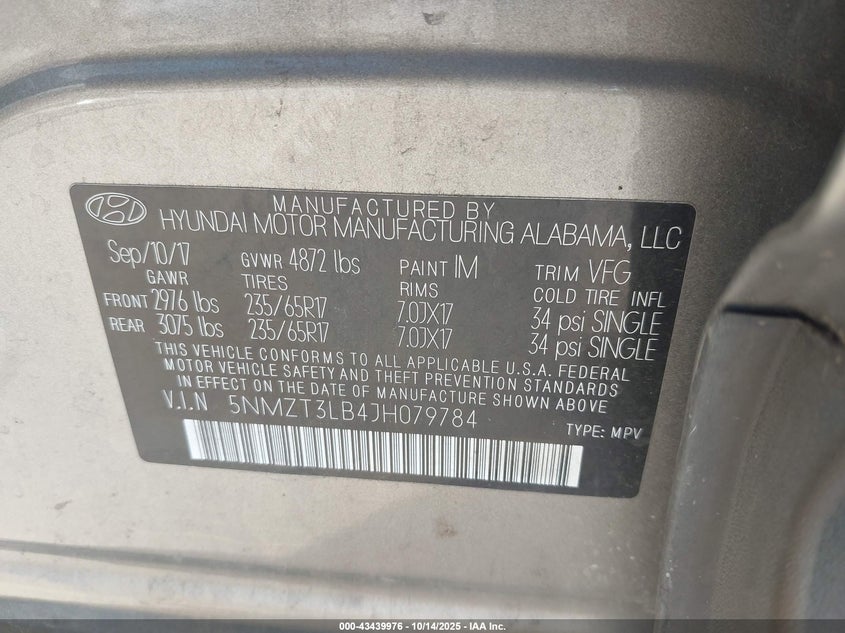 MANUFACTURED BY
HYUNDAI MOTOR MANUFACTURING ALABAMA, LLC
Sep/10/17 GVWR 4872 lbs PAINT IM TRIM VFG
GAWR TIRES RIMS COLD TIRE INFL
FRONT 2976 lbs 235/65R17 7.0JX17 34 psi SINGLE
REAR 3075 lbs 235/65R17 7.0JX17 34 psi SINGLE
THIS VEHICLE CONFORMS TO ALL APPLICABLE U.S.A. FEDERAL
MOTOR VEHICLE SAFETY AND THEFT PREVENTION STANDARDS
IN EFFECT ON THE DATE OF MANUFACTURE SHOWN ABOVE
V.I.N 5NMZT3LB4JH079784 TYPE: MPV
000-43439976 - 10/14/2025 - IAA Inc.